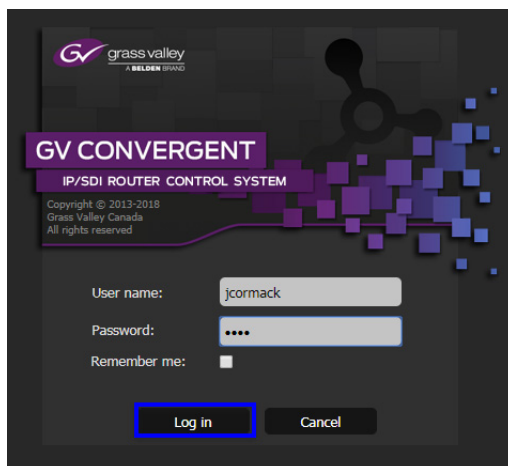 GV grass valley
A BELDEN BRAND
GV CONVERGENT
IP/SDI ROUTER CONTROL SYSTEM
Copyright © 2013-2018
Grass Valley Canada
All rights reserved
User name: jcormack
Password: ••••
Remember me:
Log in Cancel